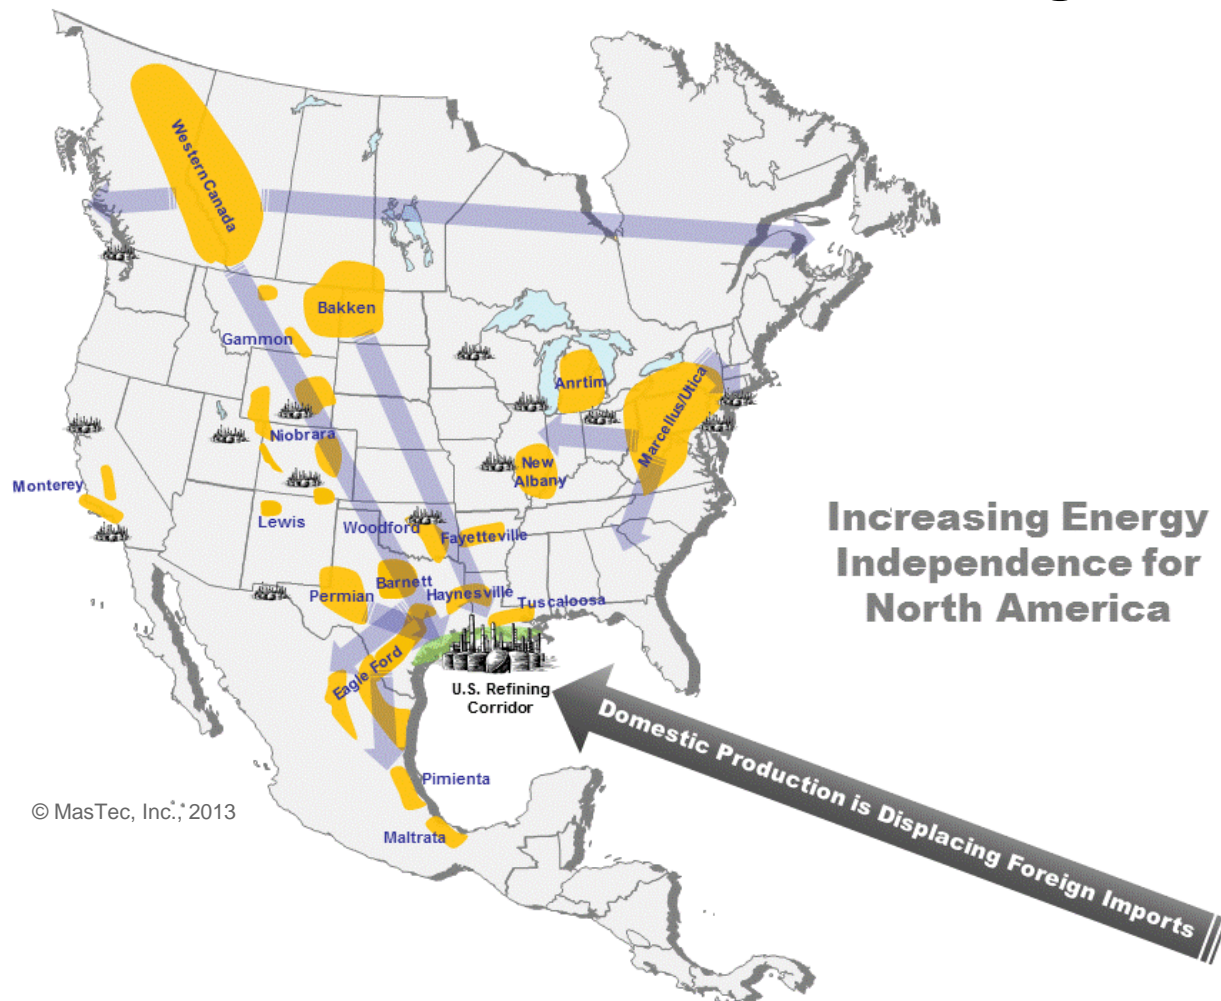 Western Canada
Bakken
Gammon
Anrtim
Marcellus/Utica
Niobrara
New
Albany
Monterey
Lewis
Woodford
Fayetteville
Increasing Energy
Independence for
North America
Barnett
Permian
Haynesville
Tuscaloosa
Eagle Ford
U.S. Refining
Corridor
Domestic Production is Displacing Foreign Imports
Pimienta
© MasTec, Inc., 2013
Maltrata